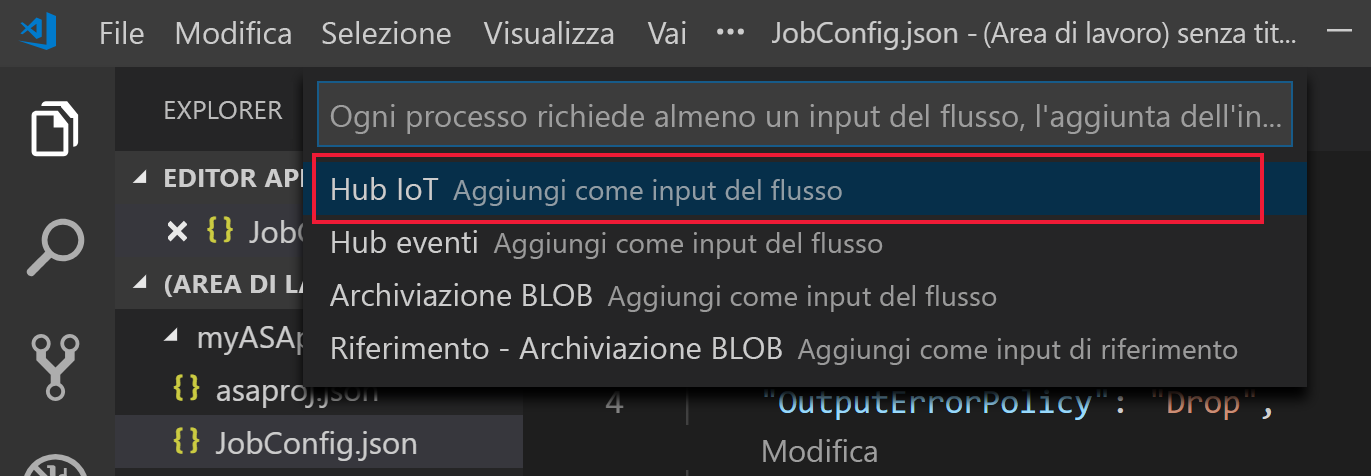 File Modifica Selezione Visualizza Vai ••• JobConfig.json - (Area di lavoro) senza tit...
EXPLORER
Ogni processo richiede almeno un input del flusso, l'aggiunta dell'in...
Hub IoT Aggiungi come input del flusso
Hub eventi Aggiungi come input del flusso
Archiviazione BLOB Aggiungi come input del flusso
Riferimento - Archiviazione BLOB Aggiungi come input di riferimento
EDITOR
{ } Job
(AREA DI
myASAp
{ } asaproj.json
{ } JobConfig.json
4 "OutputErrorPolicy": "Drop",
Modifica